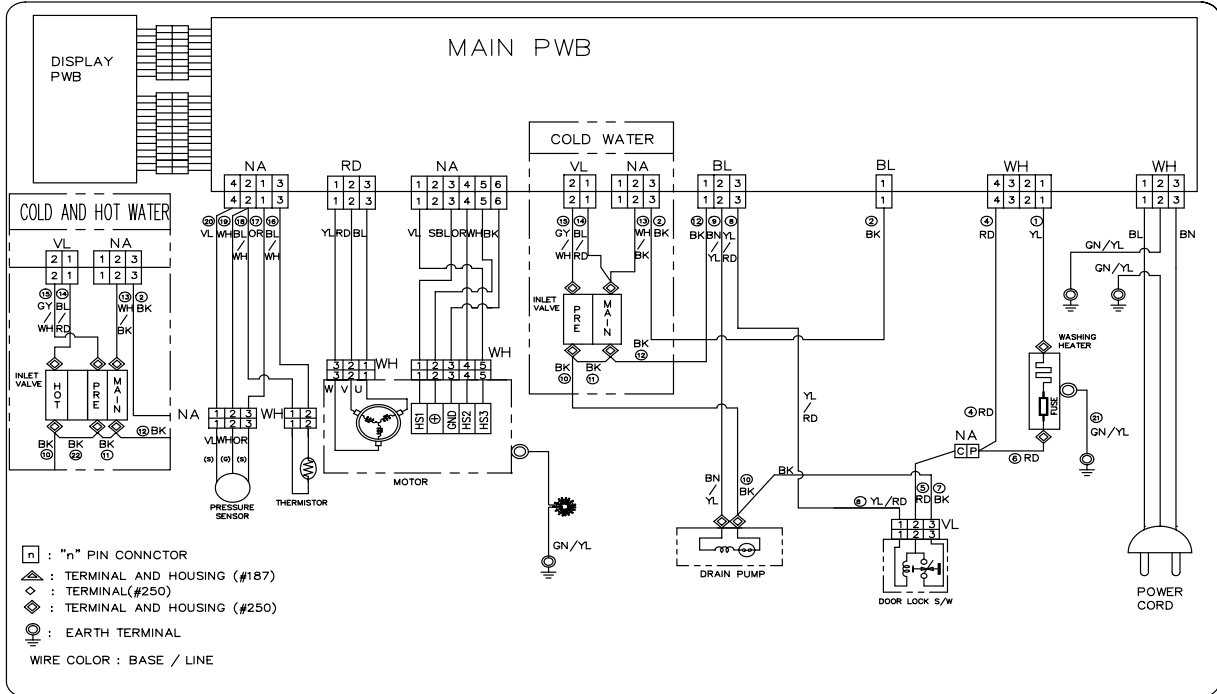 DISPLAY
PWB
MAIN PWB
COLD WATER
NA
RD
NA
VL
NA
BL
BL
WH
WH
4 2 1 3
4 2 1 3
1 2 3
1 2 3
1 2 3 4 5 6
1 2 3 4 5 6
2 1
2 1
1 2 3
1 2 3
1 2 3
1 2 3
1
1
4 3 2 1
4 3 2 1
1 2 3
1 2 3
COLD AND HOT WATER
VL
NA
2 1
2 1
1 2 3
1 2 3
15 GY/WH
14 BL/RD
13 WH/BK
2 BK
INLET
VALVE
HOT
PRE
MAIN
BK
10
BK
22
BK
11
12 BK
20 VL
19 WH
18 BL/WH
17 OR
16 BL/WH
YL RD BL
VL
SBL OR WH BK
15 GY/WH
14 BL/RD
13 WH/BK
2 BK
12 BK
9 BN/YL
8 YL/RD
2
BK
4
RD
1
YL
BL
BN
GN/YL
GN/YL
INLET
VALVE
PRE
MAIN
BK
10
BK
11
BK
12
WASHING
HEATER
FUSE
21
GN/YL
4 RD
NA
C P
6 RD
NA
1 2 3
1 2 3
VL WH OR
(S) (G) (S)
PRESSURE
SENSOR
WH
1 2
1 2
THERMISTOR
WH
3 2 1
3 2 1
W V U
WH
1 2 3 4 5
1 2 3 4 5
HS1
GND
HS2
HS3
MOTOR
GN/YL
YL
/
RD
BN
/
YL
10
BK
BK
DRAIN PUMP
8 YL/RD
5
RD
7
BK
VL
1 2 3
1 2 3
DOOR LOCK S/W
POWER
CORD
n : "n" PIN CONNCTOR
: TERMINAL AND HOUSING (#187)
: TERMINAL(#250)
: TERMINAL AND HOUSING (#250)
: EARTH TERMINAL
WIRE COLOR : BASE / LINE